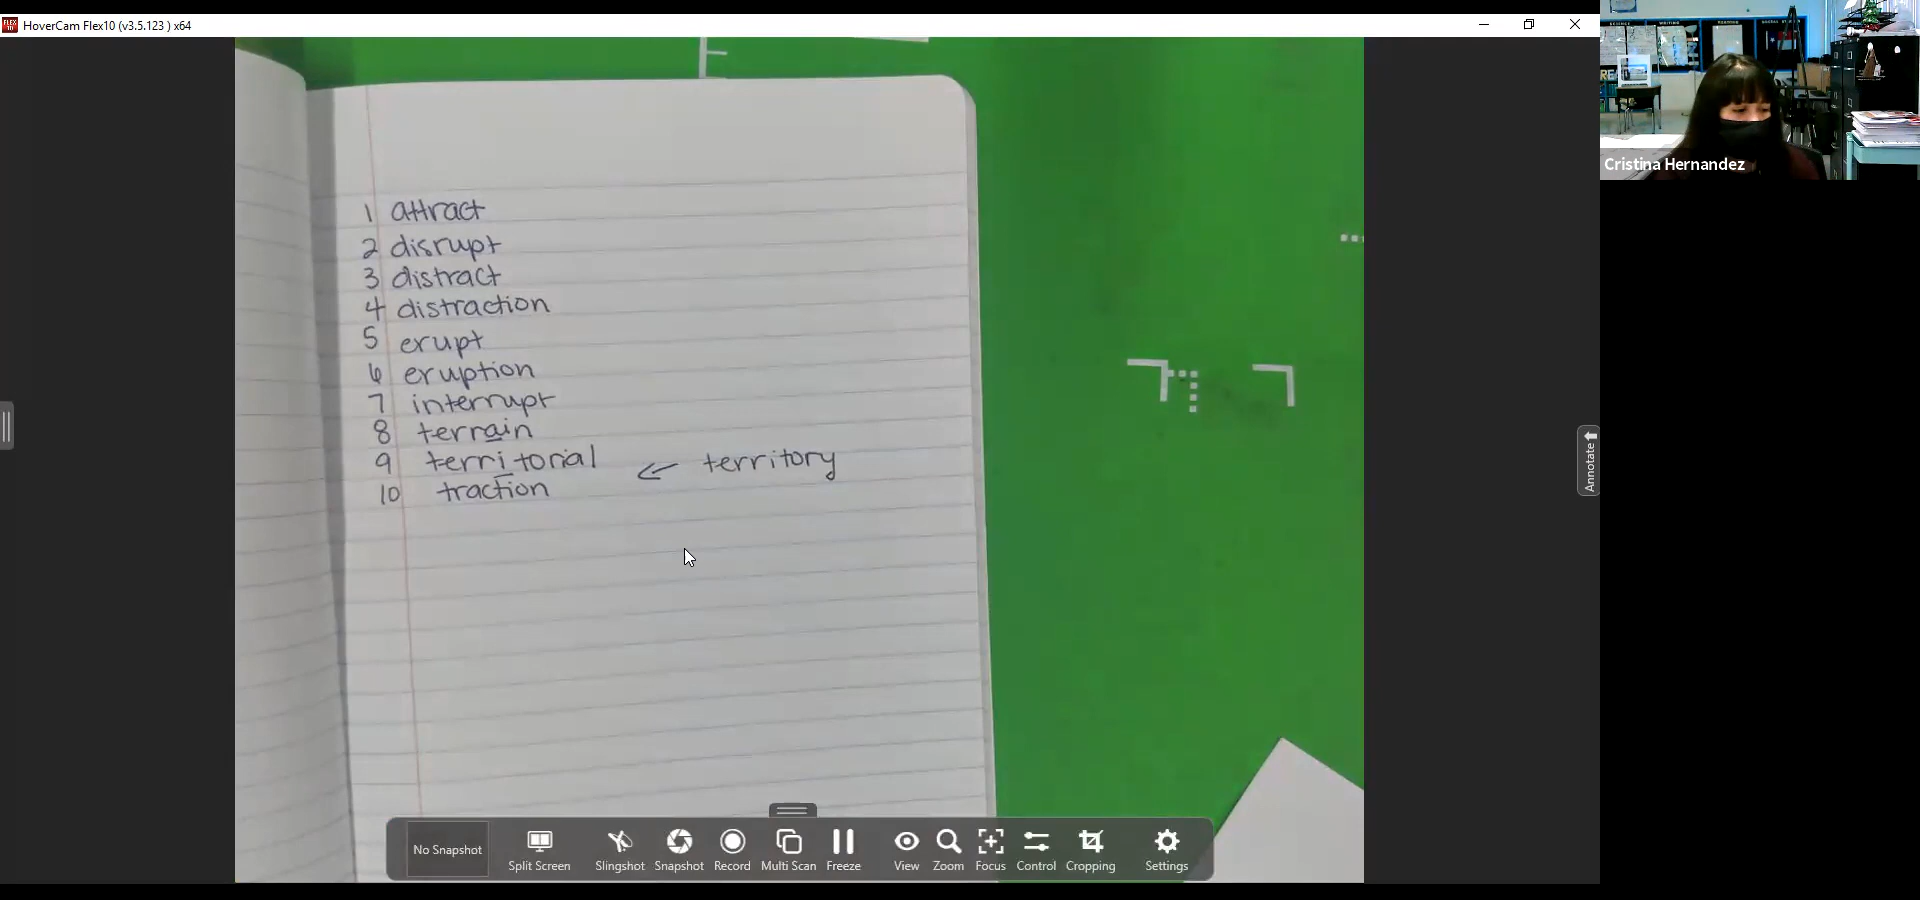 HoverCam Flex10 (v3.5.123 ) x64
Cristina Hernandez
1 attract
2 disrupt
3 distract
4 distraction
5 erupt
6 eruption
7 interrupt
8 terrain
9 territorial ← territory
10 traction
Annotate
No Snapshot
Split Screen
Slingshot
Snapshot
Record
Multi Scan
Freeze
View
Zoom
Focus
Control
Cropping
Settings